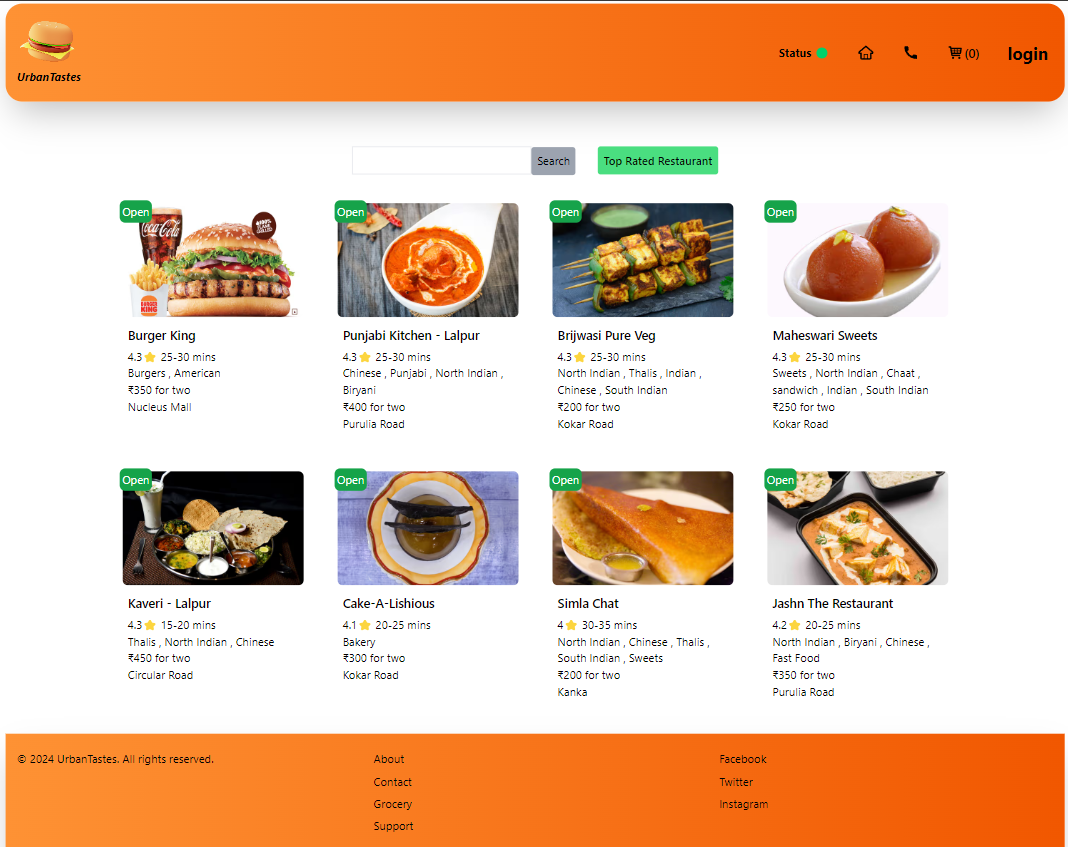 UrbanTastes
Status
(0)
login
Search
Top Rated Restaurant
Open
Coca-Cola
BURGER KING
Burger King
4.3 25-30 mins
Burgers , American
₹350 for two
Nucleus Mall
Open
Punjabi Kitchen - Lalpur
4.3 25-30 mins
Chinese , Punjabi , North Indian ,
Biryani
₹400 for two
Purulia Road
Open
Brijwasi Pure Veg
4.3 25-30 mins
North Indian , Thalis , Indian ,
Chinese , South Indian
₹200 for two
Kokar Road
Open
Maheswari Sweets
4.3 25-30 mins
Sweets , North Indian , Chaat ,
sandwich , Indian , South Indian
₹250 for two
Kokar Road
Open
Kaveri - Lalpur
4.3 15-20 mins
Thalis , North Indian , Chinese
₹450 for two
Circular Road
Open
Cake-A-Lishious
4.1 20-25 mins
Bakery
₹300 for two
Kokar Road
Open
Simla Chat
4 30-35 mins
North Indian , Chinese , Thalis ,
South Indian , Sweets
₹200 for two
Kanka
Open
Jashn The Restaurant
4.2 20-25 mins
North Indian , Biryani , Chinese ,
Fast Food
₹350 for two
Purulia Road
© 2024 UrbanTastes. All rights reserved.
About
Contact
Grocery
Support
Facebook
Twitter
Instagram